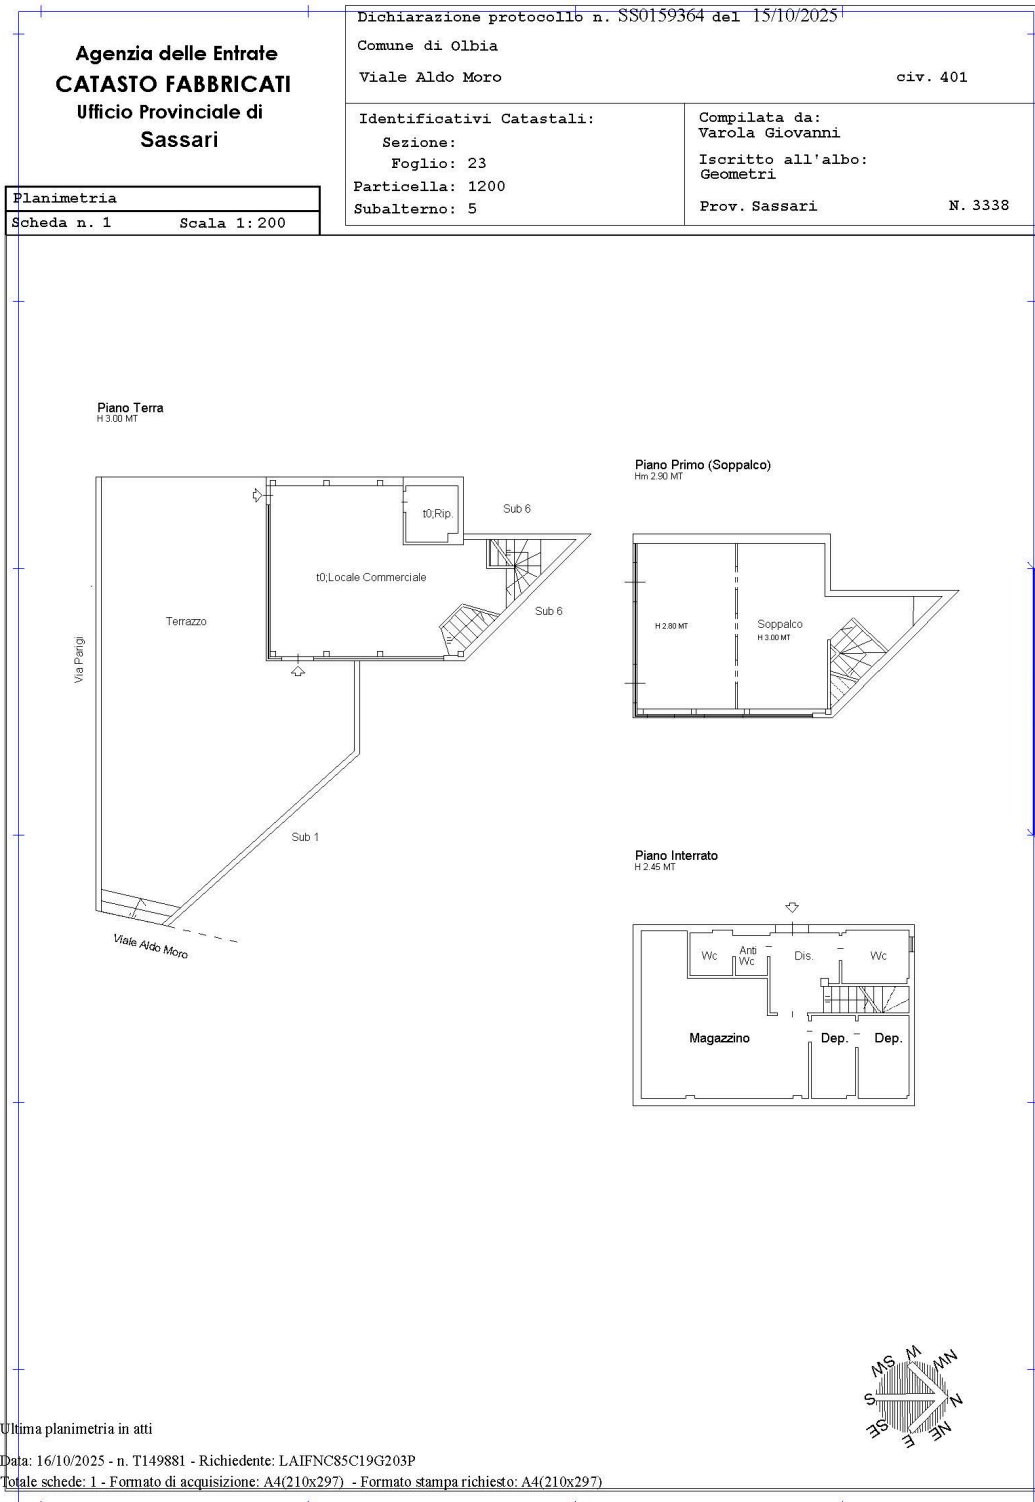 Agenzia delle Entrate
CATASTO FABBRICATI
Ufficio Provinciale di
Sassari
Planimetria
Scheda n. 1 Scala 1:200
Dichiarazione protocollo n. SS0159364 del 15/10/2025
Comune di Olbia
Viale Aldo Moro civ. 401
Identificativi Catastali:
Sezione:
Foglio: 23
Particella: 1200
Subalterno: 5
Compilata da:
Varola Giovanni
Iscritto all'albo:
Geometri
Prov. Sassari N. 3338
Piano Terra
H 3.00 MT
t0;Rip.
Sub 6
t0;Locale Commerciale
Sub 6
Terrazzo
Via Parigi
Sub 1
Viale Aldo Moro
Piano Primo (Soppalco)
Hm 2.90 MT
H 2.80 MT
Soppalco
H 3.00 MT
Piano Interrato
H 2.45 MT
Wc
Anti
Wc
Dis.
Wc
Magazzino
Dep.
Dep.
SW
W
NW
S
N
SE
E
NE
Ultima planimetria in atti
Data: 16/10/2025 - n. T149881 - Richiedente: LAIFNC85C19G203P
Totale schede: 1 - Formato di acquisizione: A4(210x297) - Formato stampa richiesto: A4(210x297)